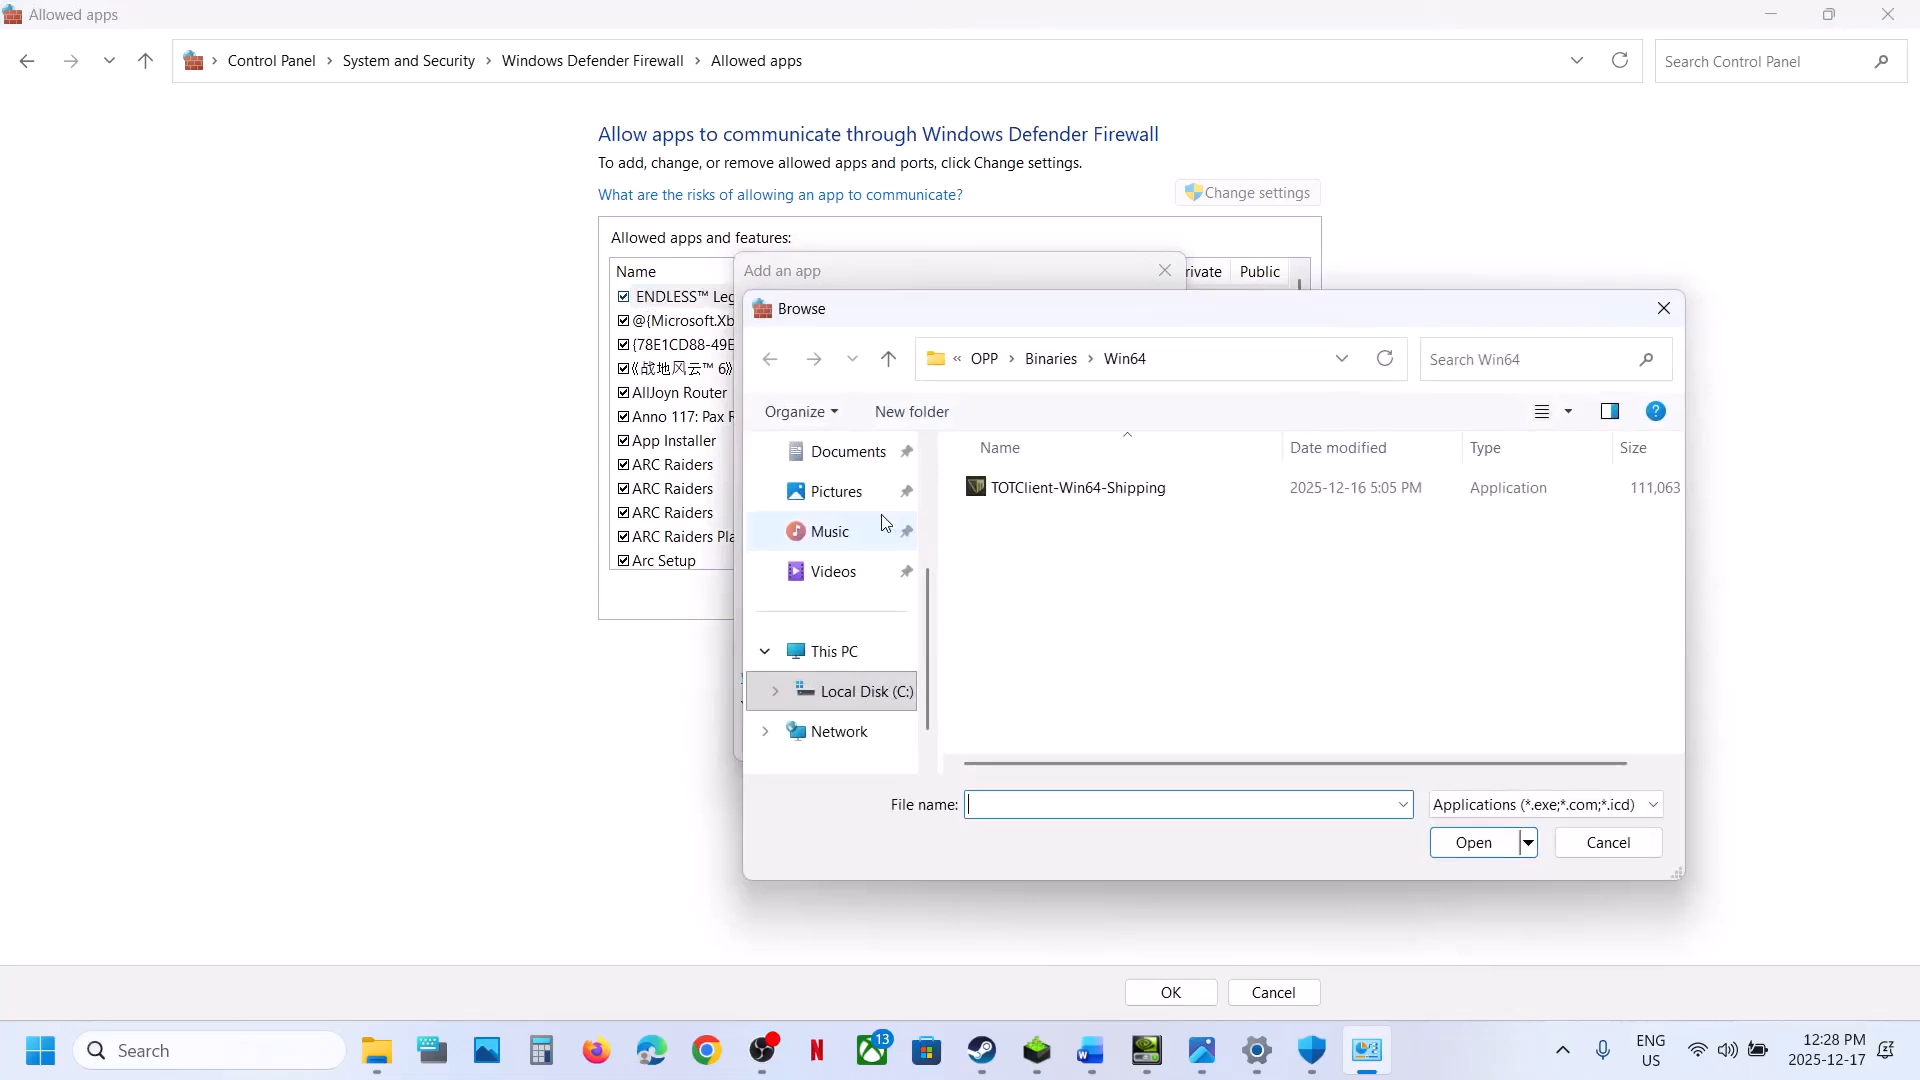 Allowed apps
Control Panel > System and Security > Windows Defender Firewall > Allowed apps
Search Control Panel
Allow apps to communicate through Windows Defender Firewall
To add, change, or remove allowed apps and ports, click Change settings.
What are the risks of allowing an app to communicate?
Change settings
Allowed apps and features:
Name
rivate
Public
ENDLESS™ Leg
@{Microsoft.Xb
{78E1CD88-49E
《战地风云™ 6》
AllJoyn Router
Anno 117: Pax R
App Installer
ARC Raiders
ARC Raiders
ARC Raiders
ARC Raiders Pla
Arc Setup
Add an app
Browse
« OPP > Binaries > Win64
Search Win64
Organize
New folder
Documents
Pictures
Music
Videos
This PC
Local Disk (C:)
Network
Name
Date modified
Type
Size
TOTClient-Win64-Shipping
2025-12-16 5:05 PM
Application
111,063
File name:
Applications (*.exe;*.com;*.icd)
Open
Cancel
OK
Cancel
Search
13
ENG
US
12:28 PM
2025-12-17